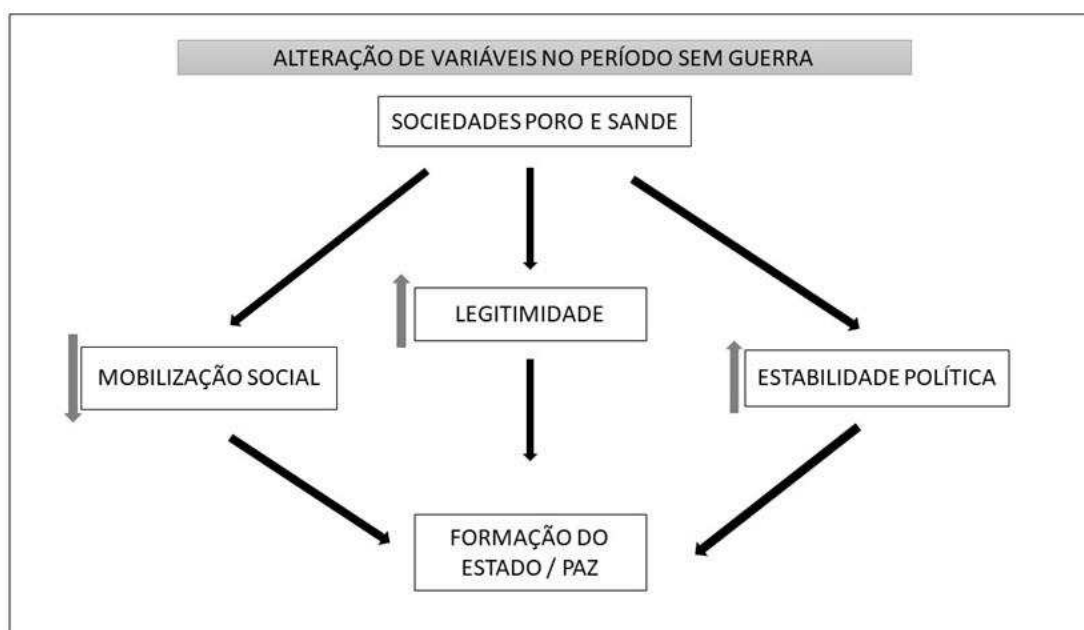 ALTERAÇÃO DE VARIÁVEIS NO PERÍODO SEM GUERRA
SOCIEDADES PORO E SANDE
LEGITIMIDADE
MOBILIZAÇÃO SOCIAL
ESTABILIDADE POLÍTICA
FORMAÇÃO DO
ESTADO / PAZ